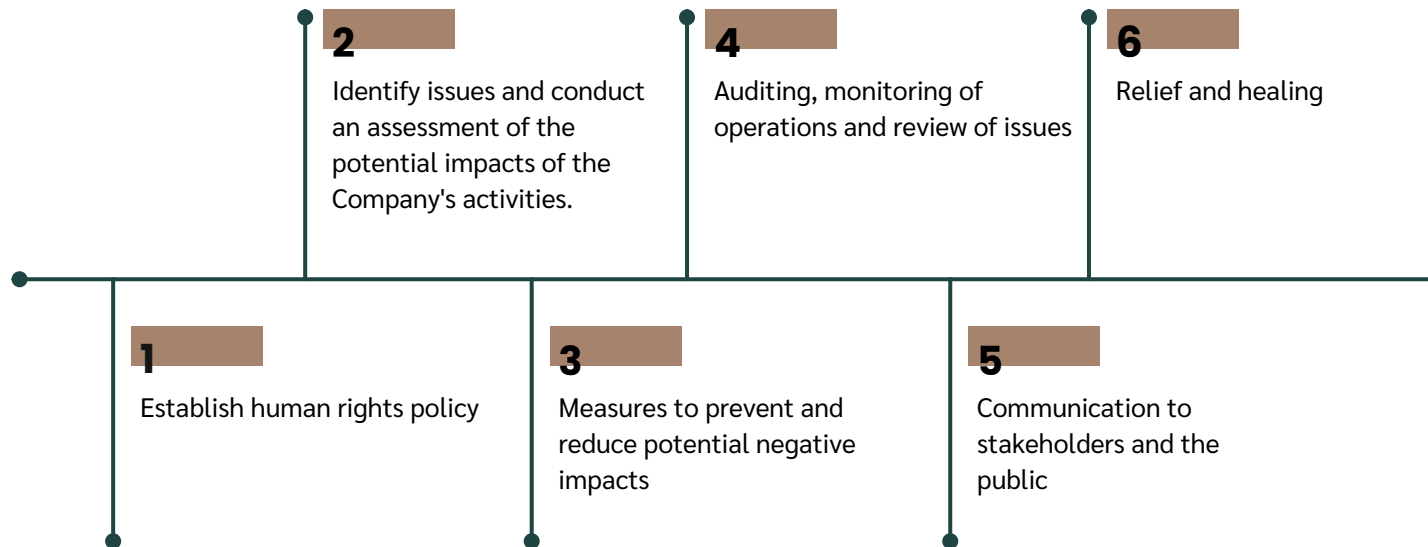 1
Establish human rights policy
2
Identify issues and conduct
an assessment of the
potential impacts of the
Company's activities.
3
Measures to prevent and
reduce potential negative
impacts
4
Auditing, monitoring of
operations and review of issues
5
Communication to
stakeholders and the
public
6
Relief and healing